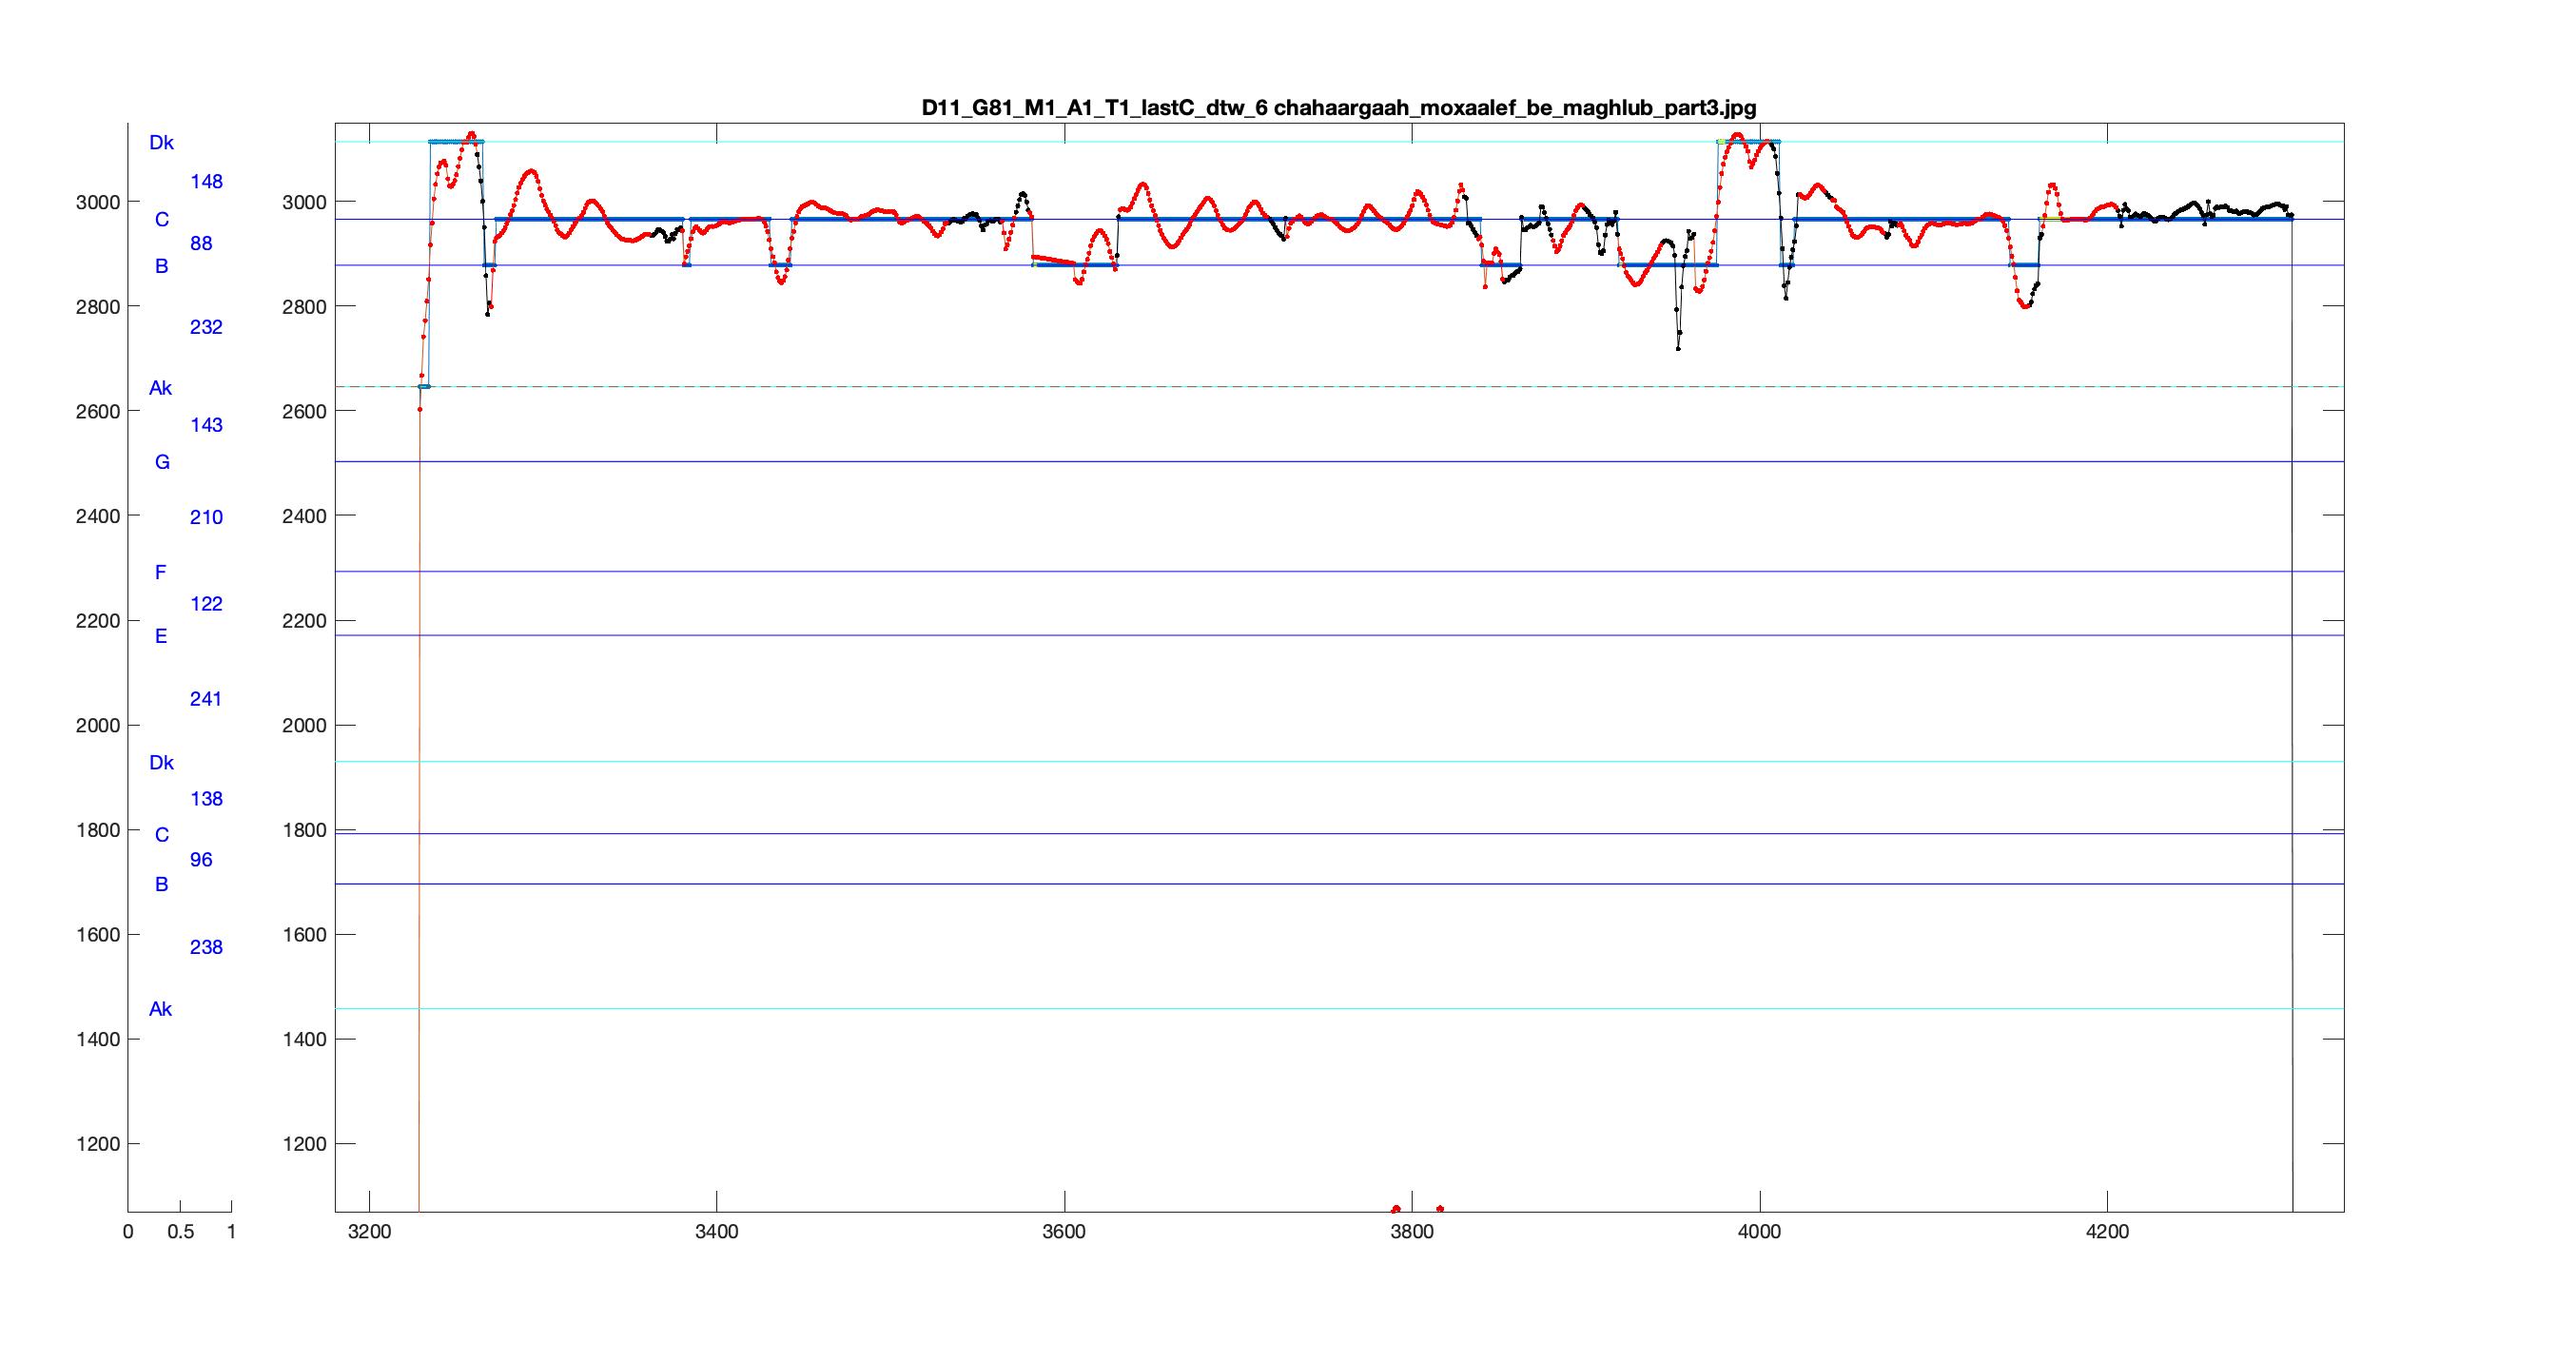 D11_G81_M1_A1_T1_lastC_dtw_6 chahaargaah_moxaalef_be_maghlub_part3.jpg
Dk
148
3000 C 3000
88
B
2800 232 2800
Ak
2600 2600
143
G
2400 210 2400
F
122
2200 E 2200
241
2000 2000
Dk
138
1800 C 1800
96
B
1600 238 1600
Ak
1400 1400
1200 1200
0 0.5 1 3200 3400 3600 3800 4000 4200